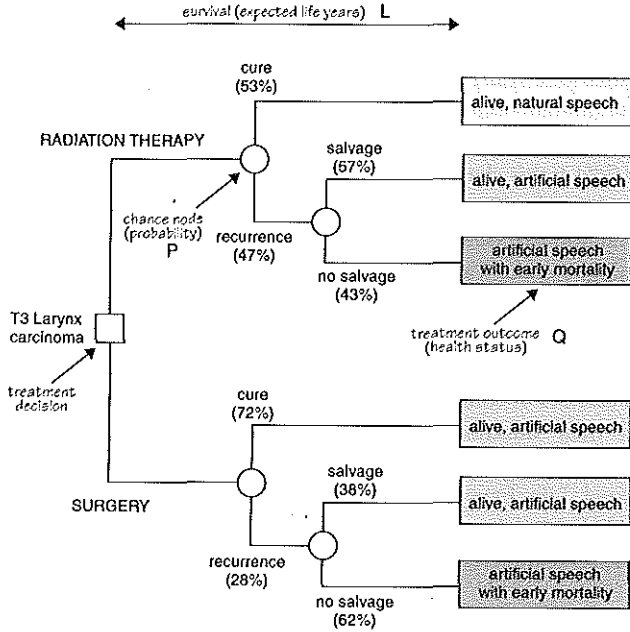 survival (expected life years) L
cure
(53%)
alive, natural speech
RADIATION THERAPY
salvage
(57%)
alive, artificial speech
chance node
(probability)
P
recurrence
(47%)
artificial speech
with early mortality
no salvage
(43%)
T3 Larynx
carcinoma
treatment outcome
(health status) Q
treatment
decision
cure
(72%)
alive, artificial speech
salvage
(38%)
alive, artificial speech
SURGERY
recurrence
(28%)
artificial speech
with early mortality
no salvage
(62%)